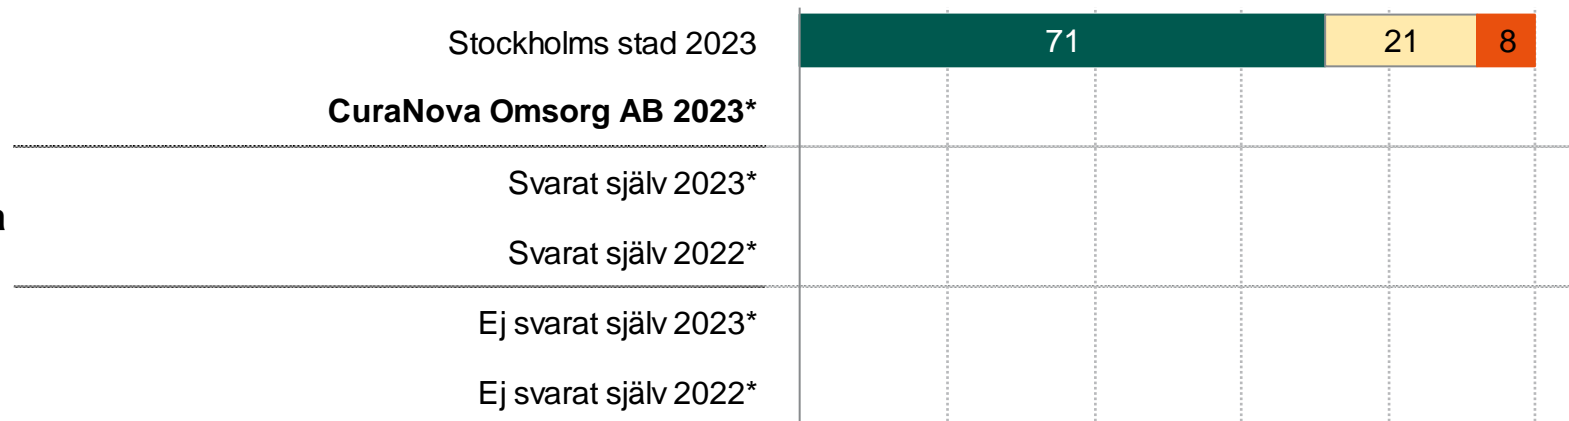 Stockholms stad 2023 71 21 8
CuraNova Omsorg AB 2023*
Svarat själv 2023*
Svarat själv 2022*
Ej svarat själv 2023*
Ej svarat själv 2022*